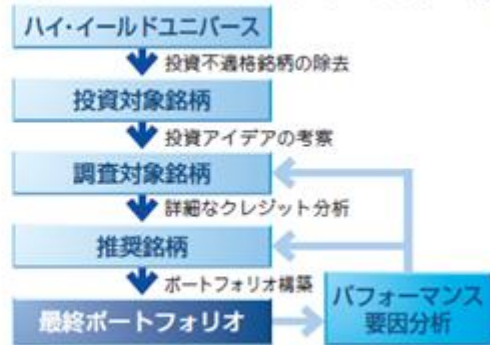 ハイ・イールドユニバース
投資不適格銘柄の除去
投資対象銘柄
投資アイデアの考察
調査対象銘柄
詳細なクレジット分析
推奨銘柄
ポートフォリオ構築
最終ポートフォリオ
パフォーマンス
要因分析